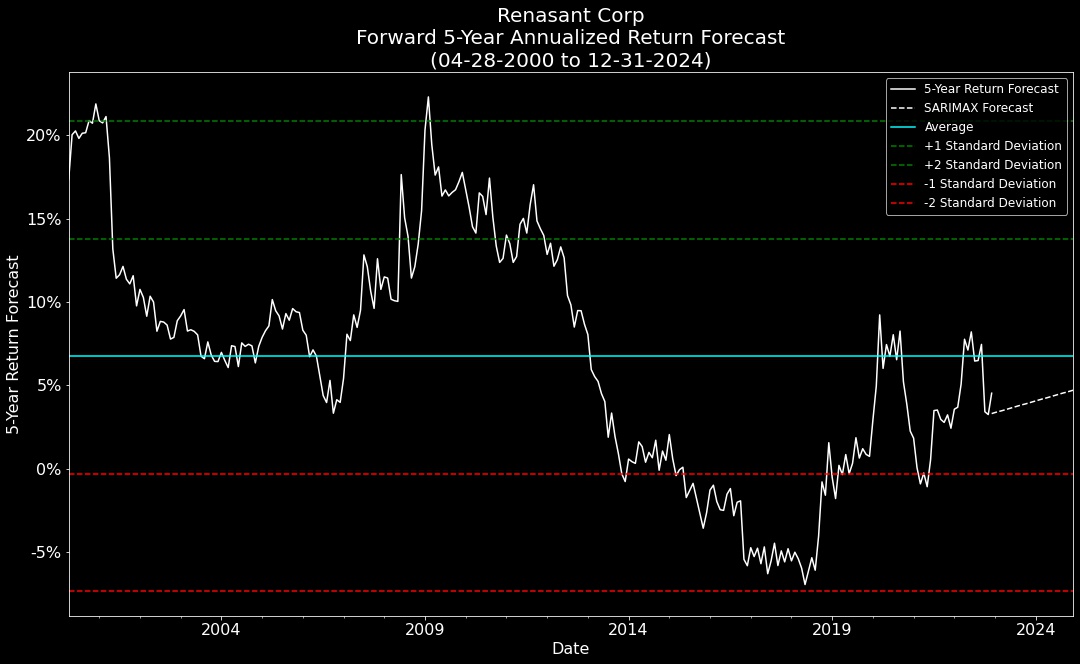 Renasant Corp
Forward 5-Year Annualized Return Forecast
(04-28-2000 to 12-31-2024)
5-Year Return Forecast
SARIMAX Forecast
Average
+1 Standard Deviation
+2 Standard Deviation
-1 Standard Deviation
-2 Standard Deviation
5-Year Return Forecast
20%
15%
10%
5%
0%
-5%
2004
2009
2014
2019
2024
Date